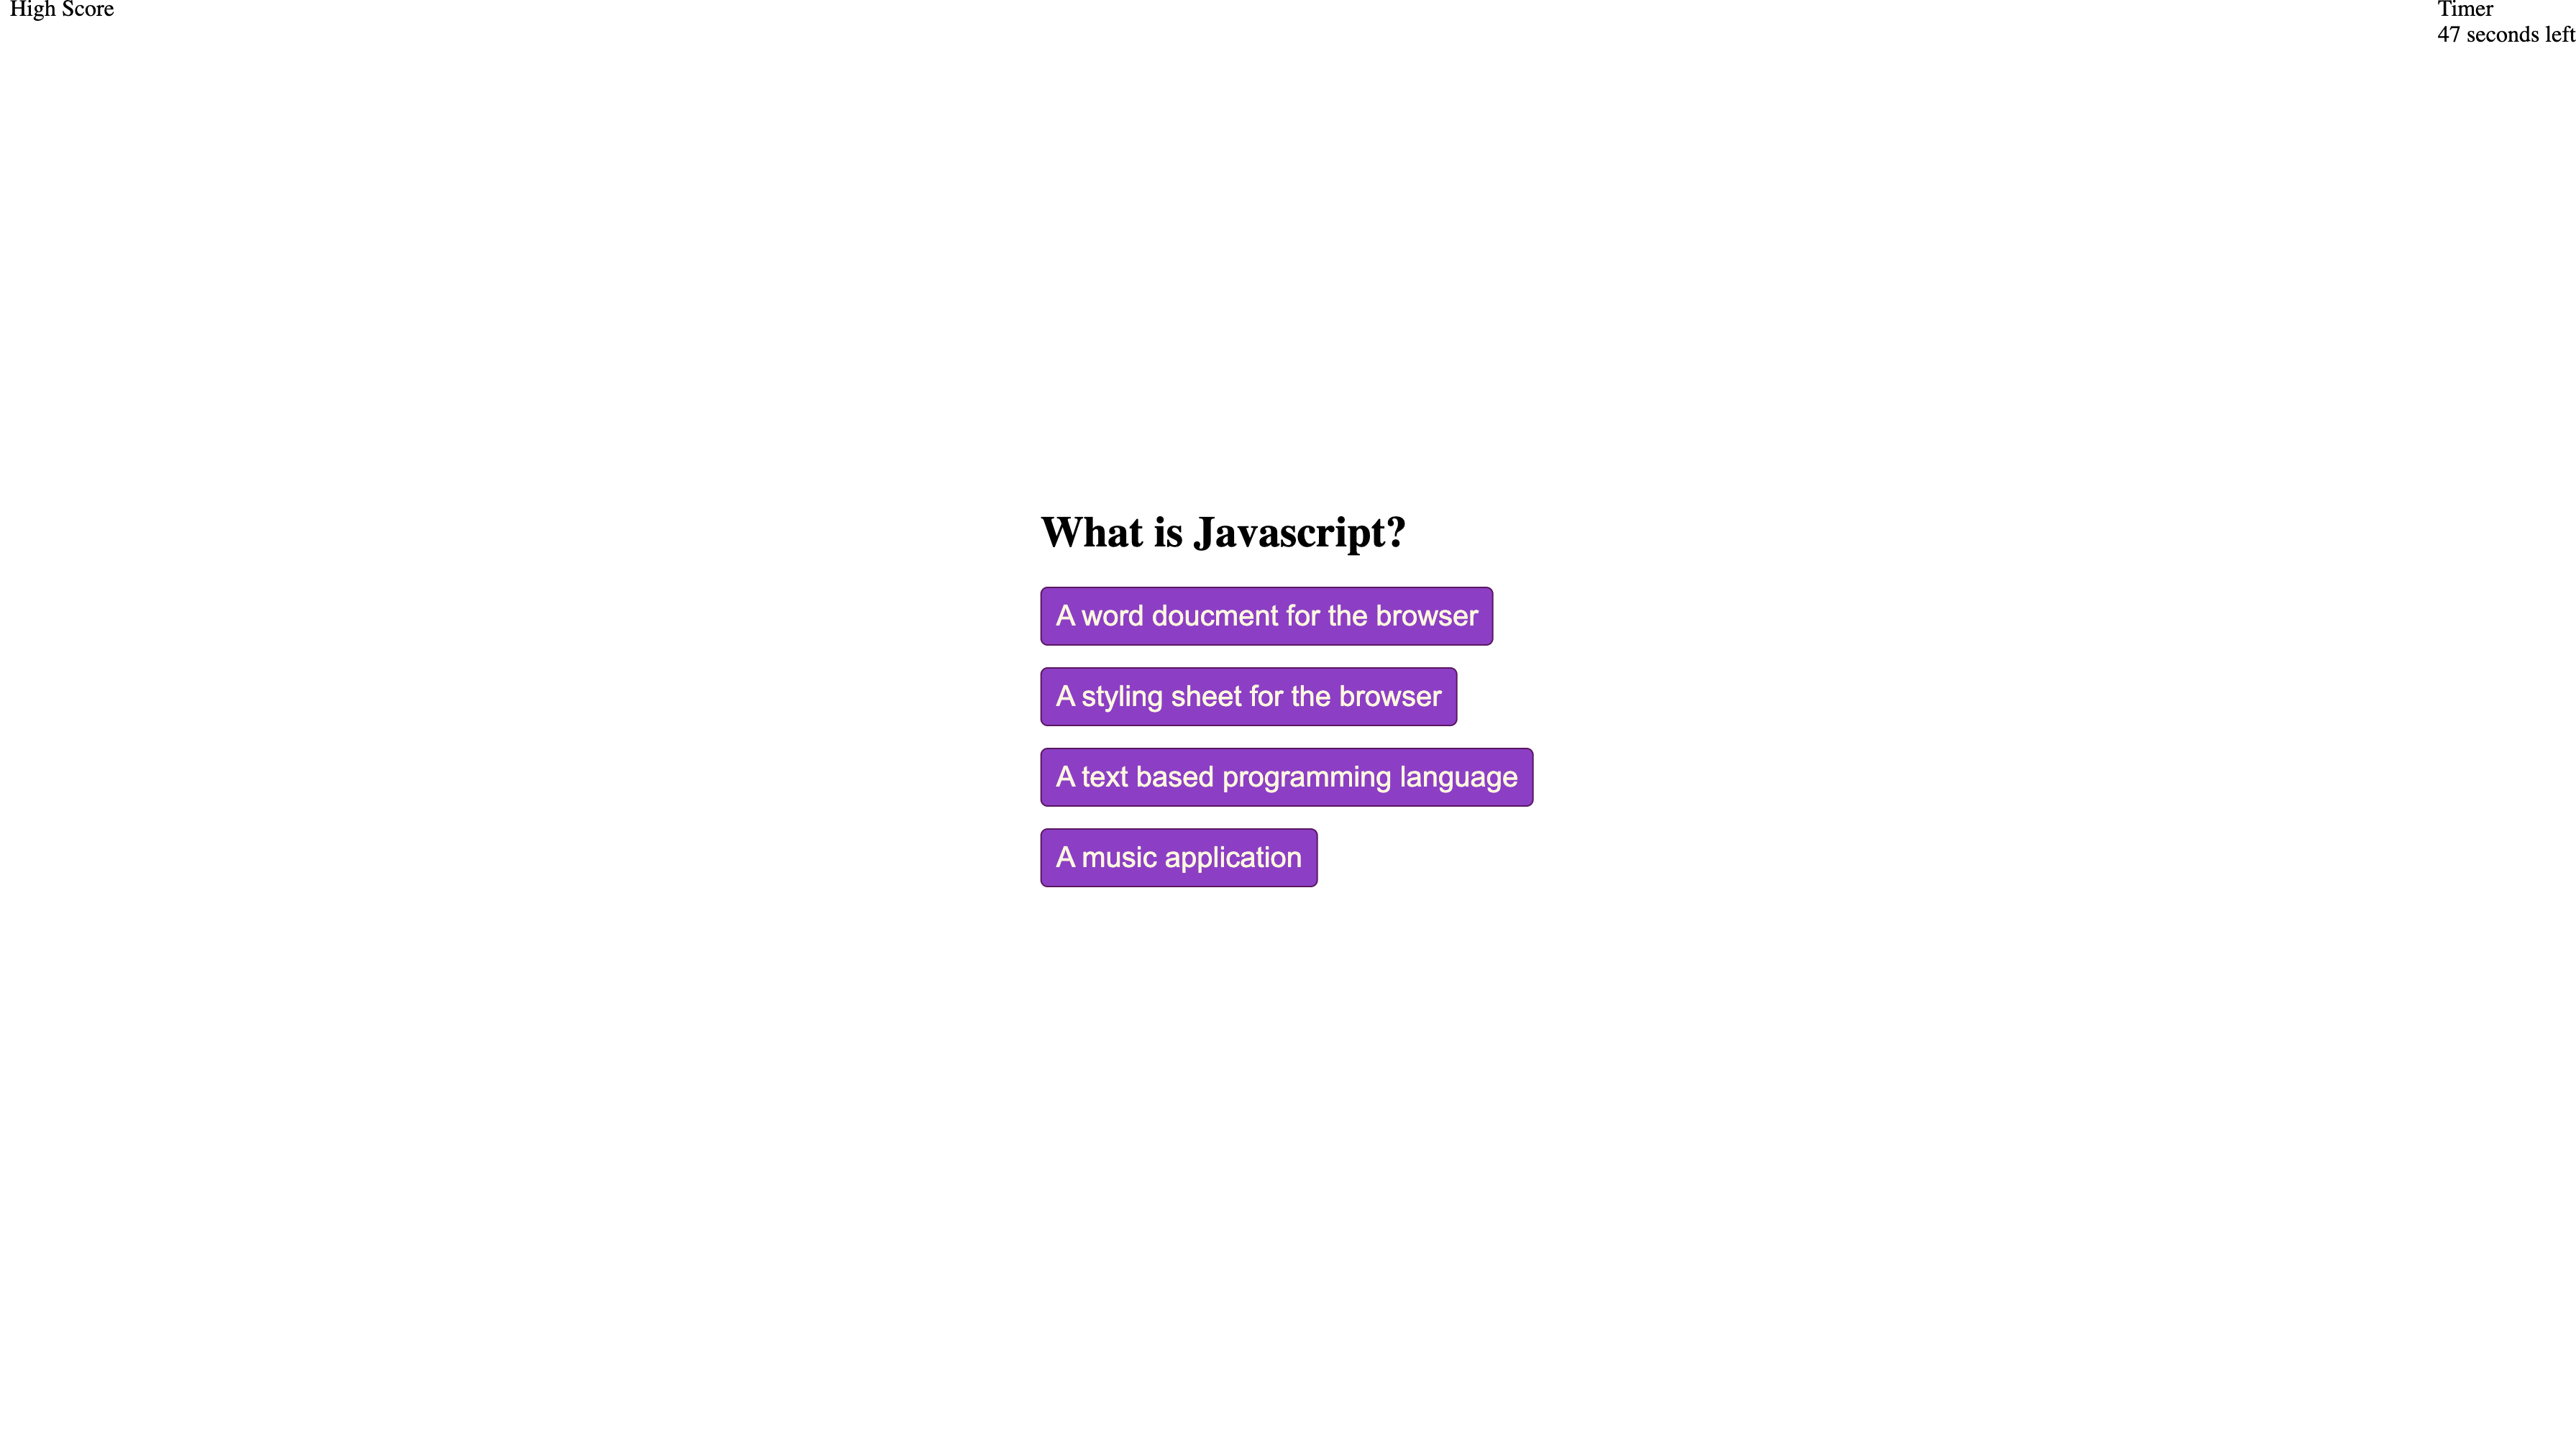 High Score
Timer
47 seconds left
What is Javascript?
A word doucment for the browser
A styling sheet for the browser
A text based programming language
A music application